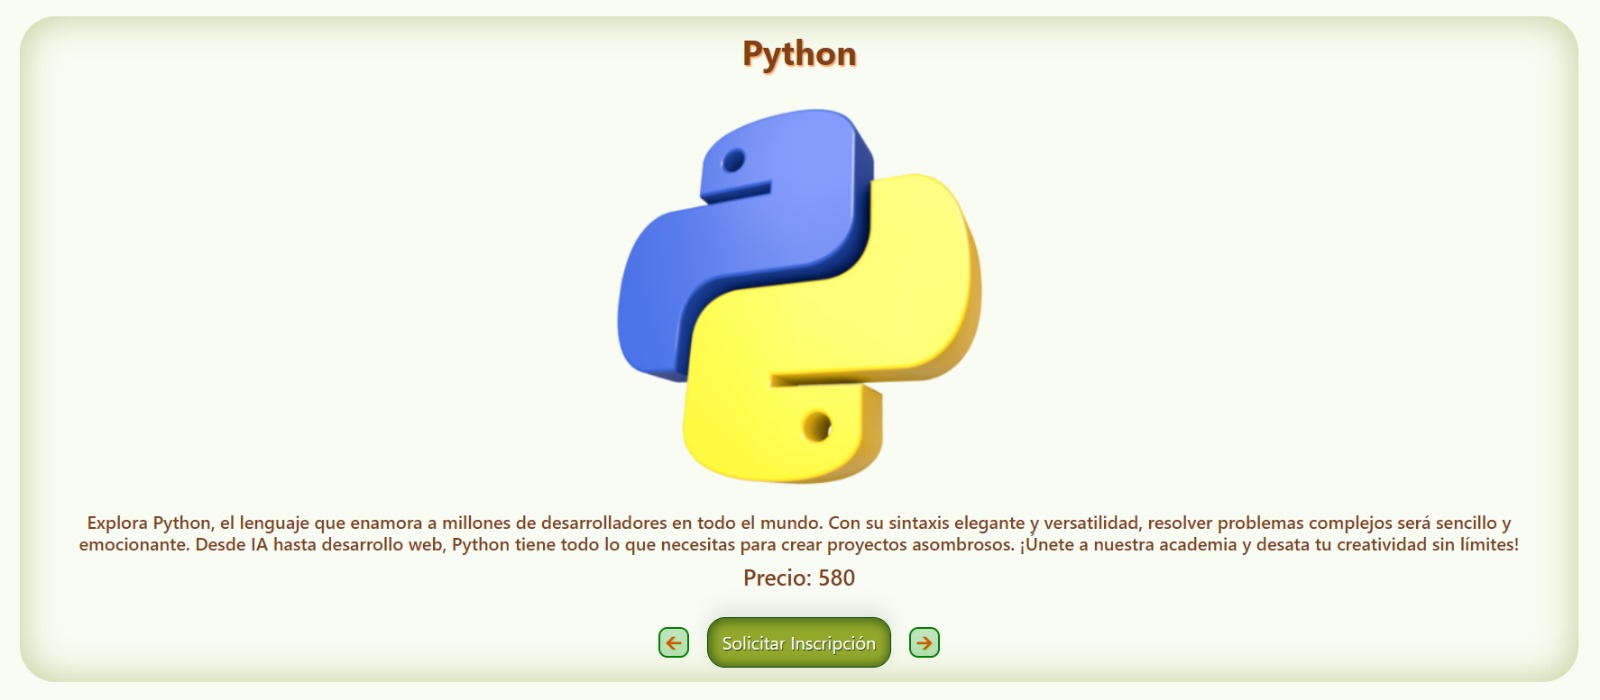 Python
Explora Python, el lenguaje que enamora a millones de desarrolladores en todo el mundo. Con su sintaxis elegante y versatilidad, resolver problemas complejos será sencillo y
emocionante. Desde IA hasta desarrollo web, Python tiene todo lo que necesitas para crear proyectos asombrosos. ¡Únete a nuestra academia y desata tu creatividad sin límites!
Precio: 580
Solicitar Inscripción